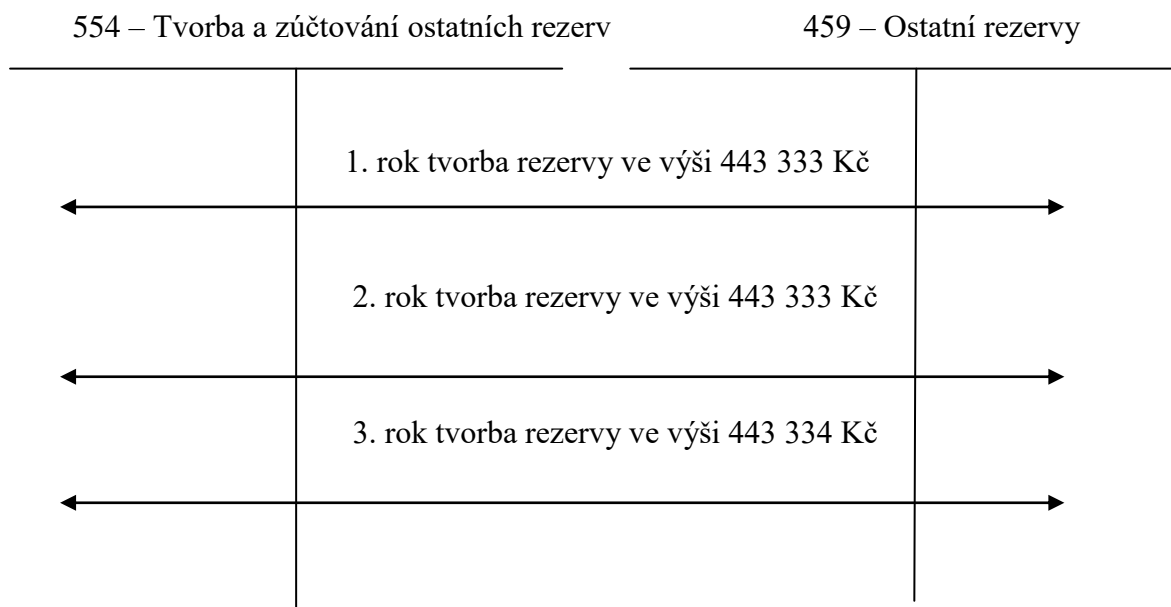 554 – Tvorba a zúčtování ostatních rezerv
459 – Ostatní rezervy
1. rok tvorba rezervy ve výši 443 333 Kč
2. rok tvorba rezervy ve výši 443 333 Kč
3. rok tvorba rezervy ve výši 443 334 Kč